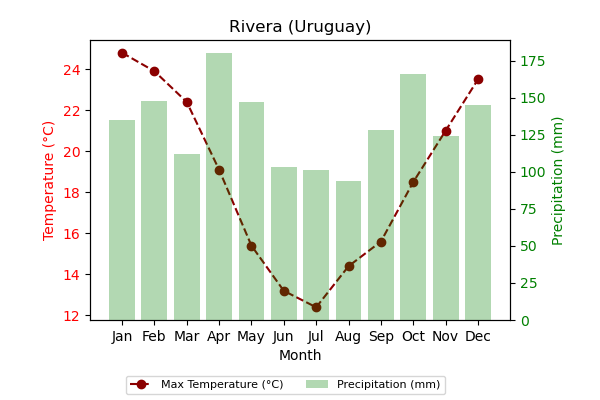 Rivera (Uruguay)
24
22
20
18
16
14
12
Temperature (°C)
175
150
125
100
75
50
25
0
Precipitation (mm)
Jan Feb Mar Apr May Jun Jul Aug Sep Oct Nov Dec
Month
Max Temperature (°C) Precipitation (mm)